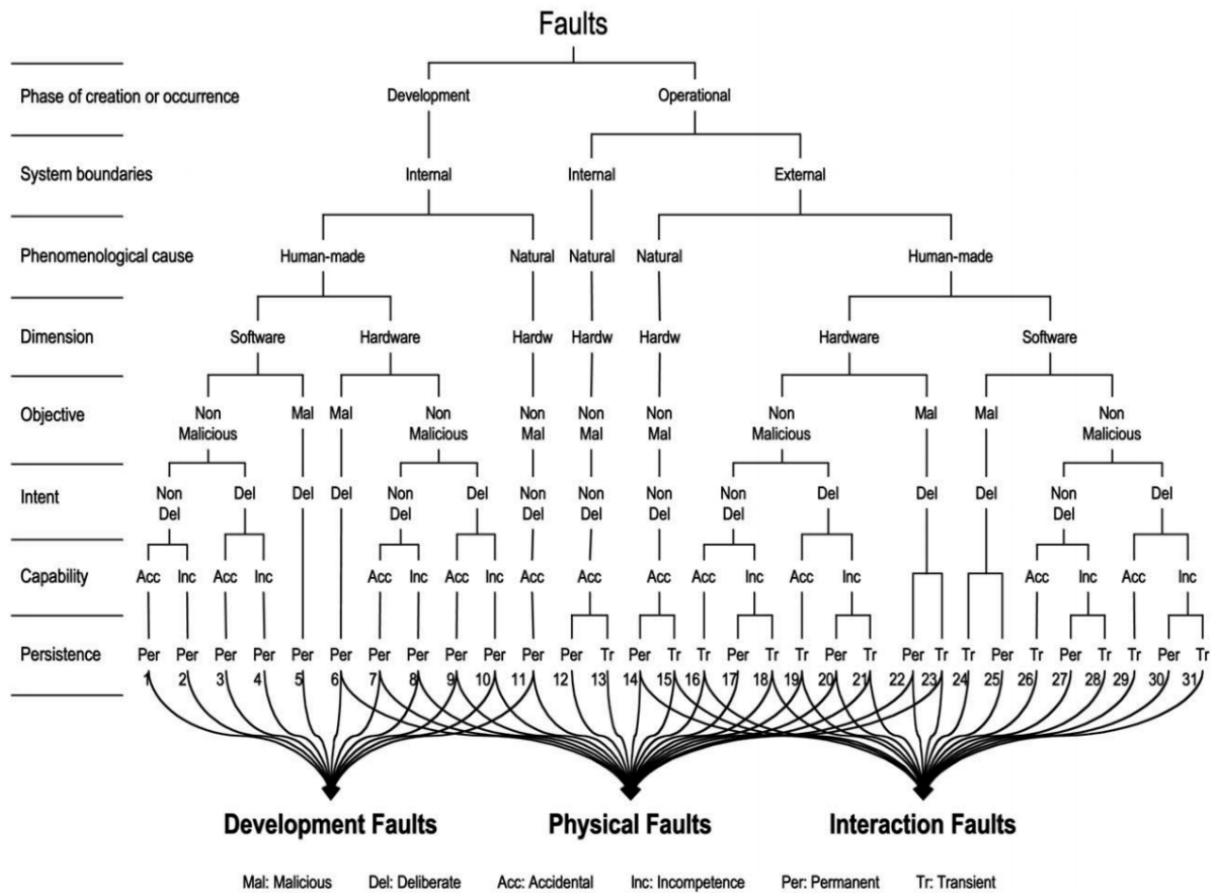 Faults
Phase of creation or occurrence Development Operational
System boundaries Internal Internal External
Phenomenological cause Human-made Natural Natural Natural Human-made
Dimension Software Hardware Hardw Hardw Hardw Hardware Software
Objective Non Mal Mal Non Non Non Non Non Mal Mal Non
Malicious Malicious Mal Mal Mal Malicious Malicious
Intent Non Del Del Del Non Del Non Non Non Non Del Del Del Non Del
Del Del Del Del Del Del Del
Capability Acc Inc Acc Inc Acc Inc Acc Inc Acc Acc Acc Acc Inc Acc Inc Acc Inc Acc Inc
Persistence Per Per Per Per Per Per Per Per Per Per Per Per Tr Per Tr Tr Per Tr Tr Per Tr Per Tr Tr Per Tr Per Tr Tr Per Tr
1 2 3 4 5 6 7 8 9 10 11 12 13 14 15 16 17 18 19 20 21 22 23 24 25 26 27 28 29 30 31
Development Faults Physical Faults Interaction Faults
Mal: Malicious Del: Deliberate Acc: Accidental Inc: Incompetence Per: Permanent Tr: Transient